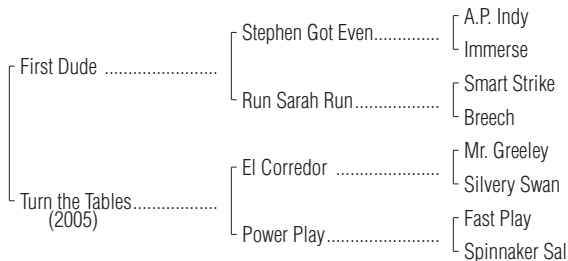 A.P. Indy
Stephen Got Even..............
Immerse
First Dude ........................
Smart Strike
Run Sarah Run..................
Breech
Mr. Greeley
El Corredor ......................
Silvery Swan
Turn the Tables..................
(2005)
Fast Play
Power Play........................
Spinnaker Sal